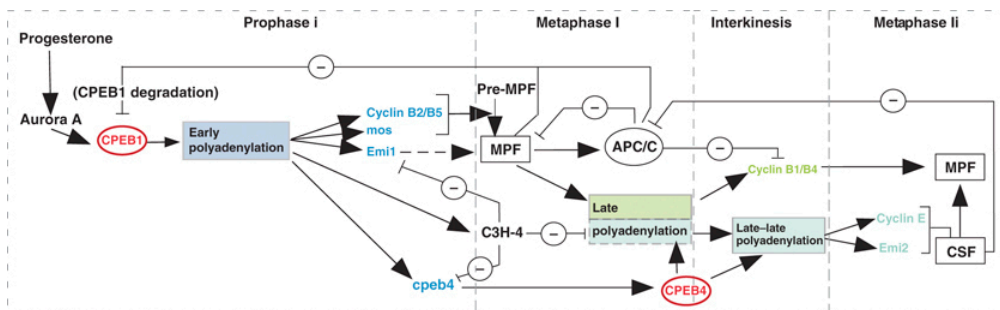 Prophase i
Metaphase I
Interkinesis
Metaphase Ii
Progesterone
−
(CPEB1 degradation)
Pre-MPF
−
−
Aurora A
Cyclin B2/B5
mos
CPEB1
Early
polyadenylation
Emi1
MPF
APC/C
−
Cyclin B1/B4
MPF
−
Late
polyadenylation
C3H-4
−
Late–late
polyadenylation
Cyclin E
Emi2
CSF
−
cpeb4
CPEB4